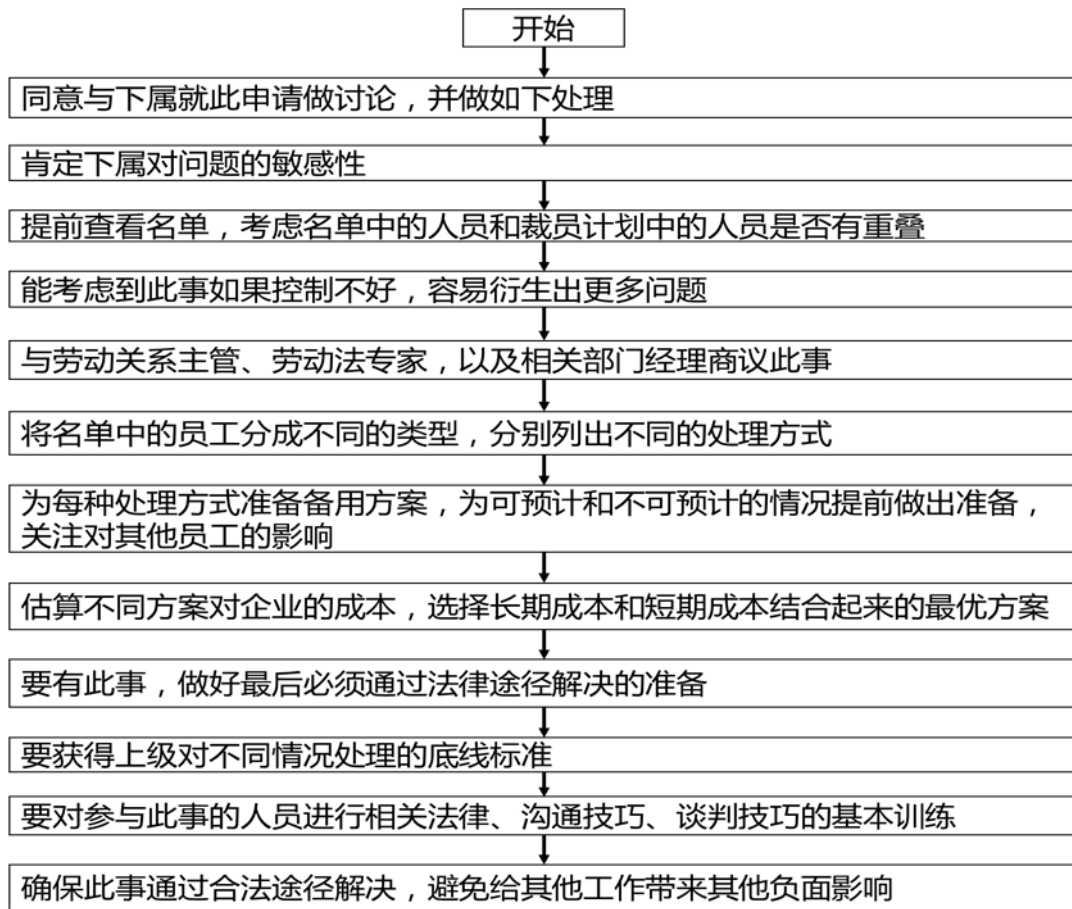 开始
同意与下属就此申请做讨论，并做如下处理
肯定下属对问题的敏感性
提前查看名单，考虑名单中的人员和裁员计划中的人员是否有重叠
能考虑到此事如果控制不好，容易衍生出更多问题
与劳动关系主管、劳动法专家，以及相关部门经理商议此事
将名单中的员工分成不同的类型，分别列出不同的处理方式
为每种处理方式准备备用方案，为可预计和不可预计的情况提前做出准备，
关注对其他员工的影响
估算不同方案对企业的成本，选择长期成本和短期成本结合起来的最优方案
要有此事，做好最后必须通过法律途径解决的准备
要获得上级对不同情况处理的底线标准
要对参与此事的人员进行相关法律、沟通技巧、谈判技巧的基本训练
确保此事通过合法途径解决，避免给其他工作带来其他负面影响